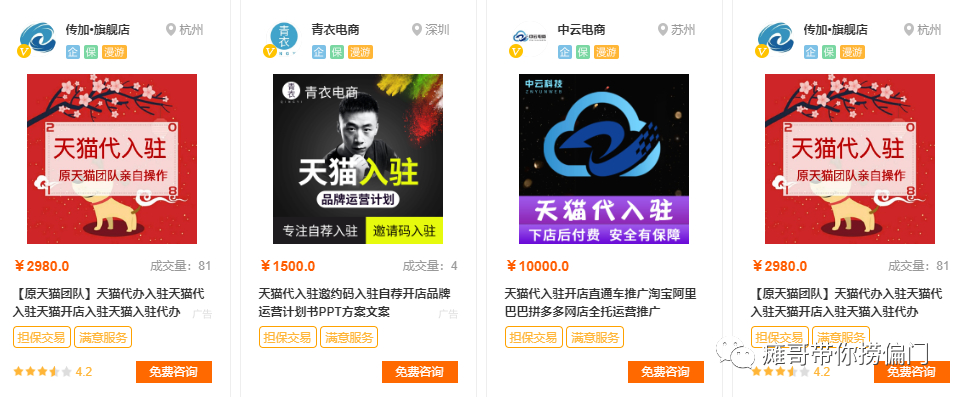 传加•旗舰店
杭州
企 保 漫游
天猫代入驻
原天猫团队亲自操作
2 0
1 8
¥2980.0
成交量：81
【原天猫团队】天猫代办入驻天猫代
入驻天猫开店入驻天猫入驻代办
广告
担保交易 满意服务
4.2
免费咨询
青衣电商
深圳
企 保 漫游
青衣电商
天猫入驻
品牌运营计划
专注自荐入驻
邀请码入驻
¥1500.0
成交量：4
天猫代入驻邀约码入驻自荐开店品牌
运营计划书PPT方案文案
广告
担保交易 满意服务
免费咨询
中云电商
苏州
企 保 漫游
中云科技
ZHYUNWEB
天猫代入驻
下店后付费 安全有保障
¥10000.0
天猫代入驻开店直通车推广淘宝阿里
巴巴拼多多网店全托运营推广
担保交易 满意服务
免费咨询
传加•旗舰店
杭州
企 保 漫游
天猫代入驻
原天猫团队亲自操作
2 0
1 8
¥2980.0
成交量：81
【原天猫团队】天猫代办入驻天猫代
入驻天猫开店入驻天猫入驻代办
广告
担保交易 满意服务
4.2
免费咨询
瘫哥带你捞偏门